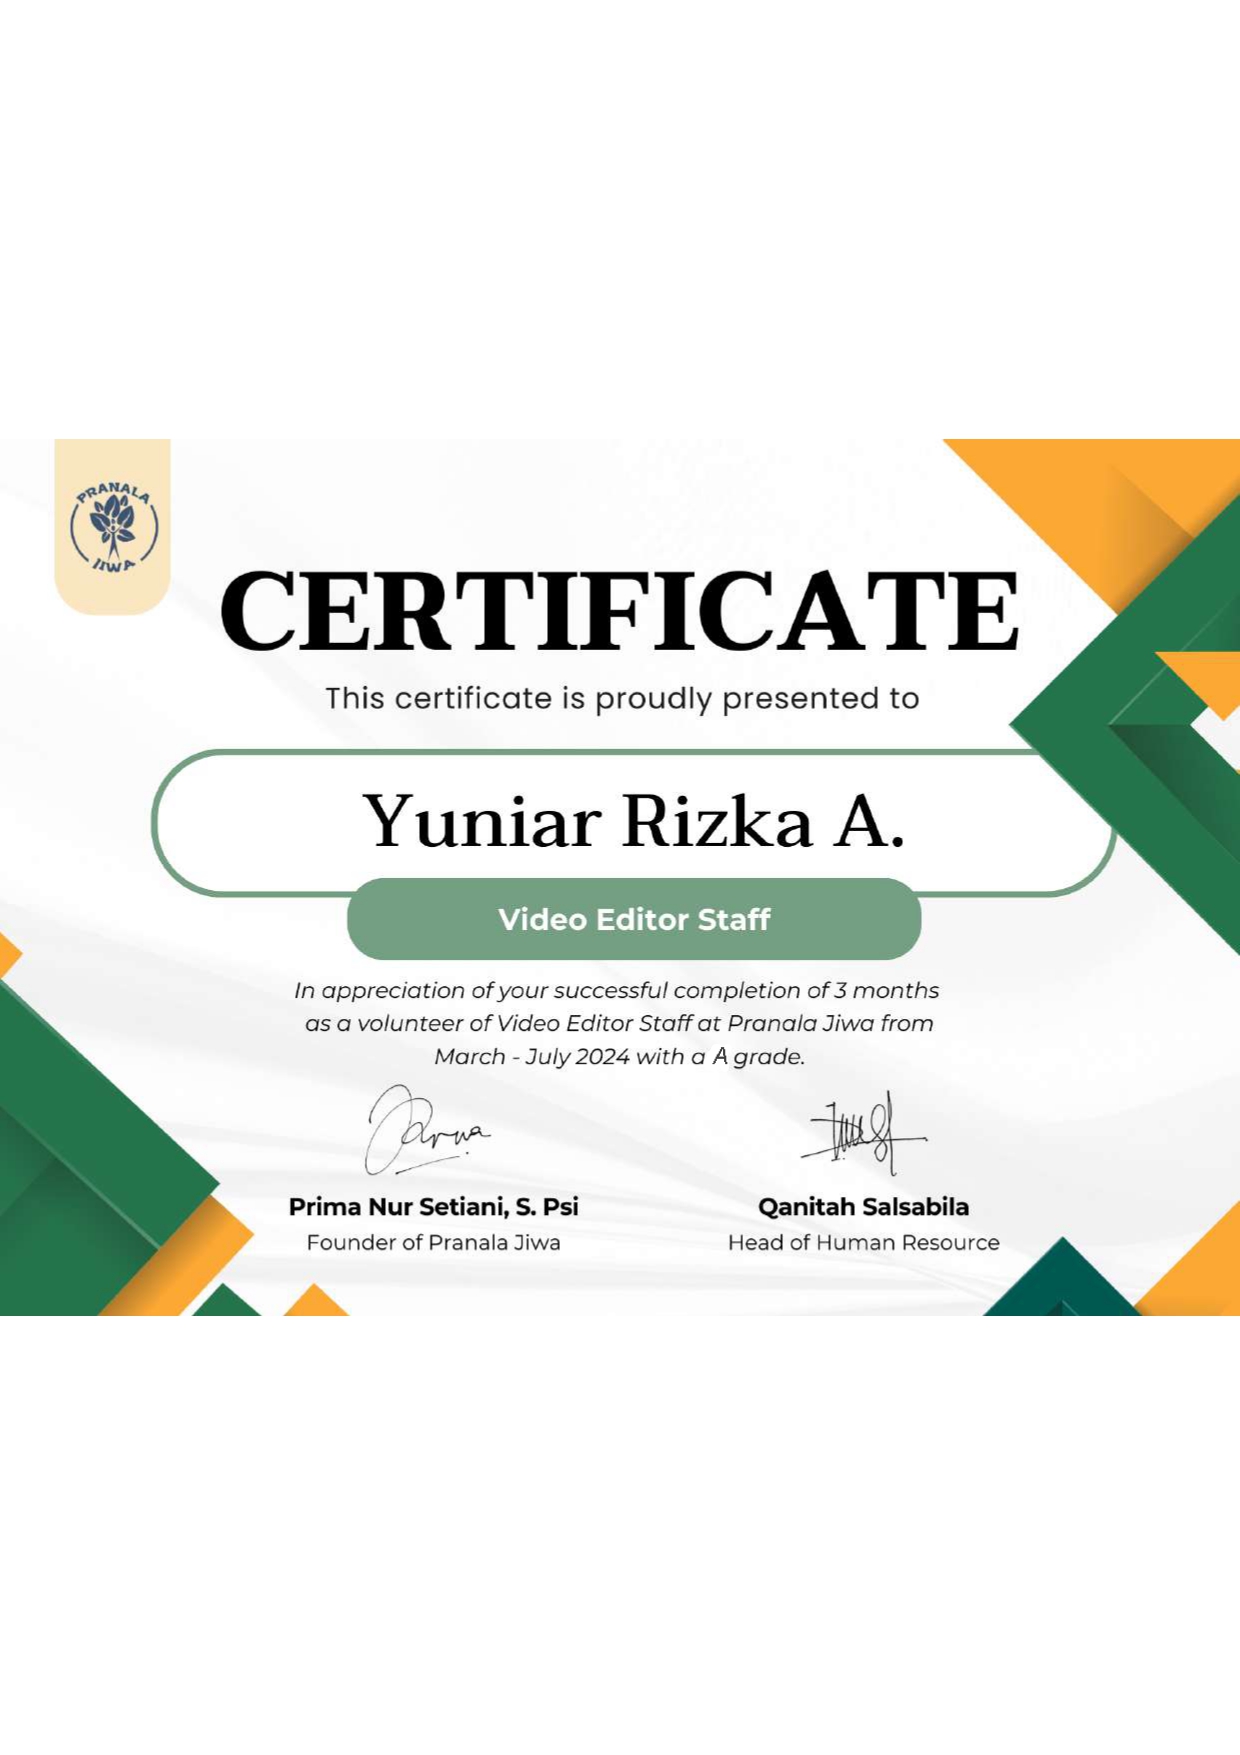 PRANALA
JIWA
CERTIFICATE
This certificate is proudly presented to
Yuniar Rizka A.
Video Editor Staff
In appreciation of your successful completion of 3 months
as a volunteer of Video Editor Staff at Pranala Jiwa from
March - July 2024 with a A grade.
Prima Nur Setiani, S. Psi
Founder of Pranala Jiwa
Qanitah Salsabila
Head of Human Resource